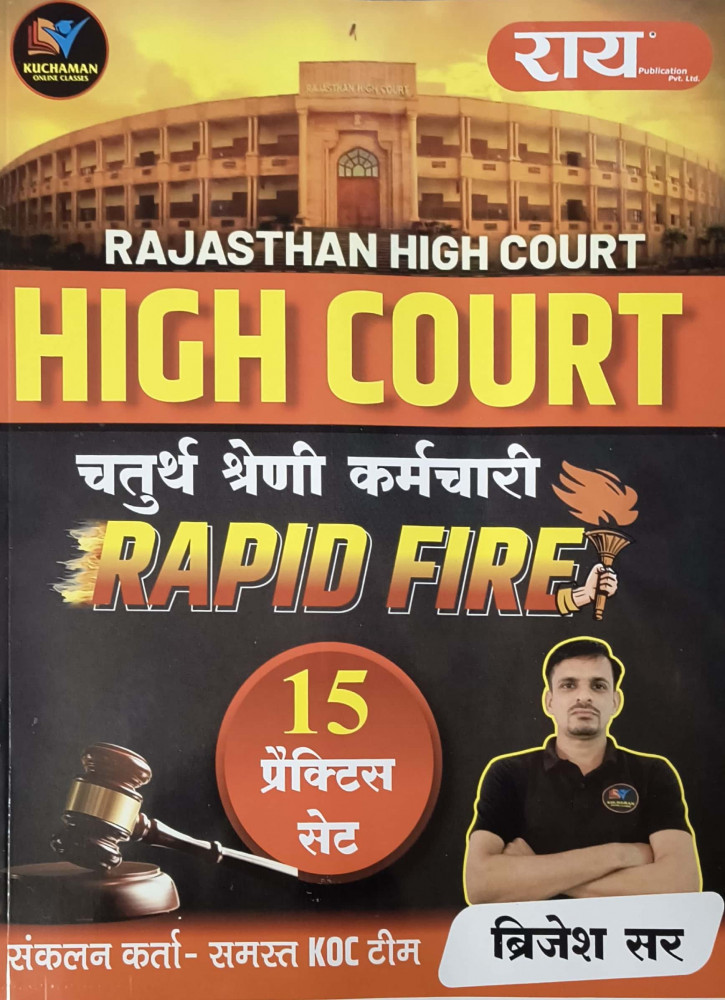 KUCHAMAN
ONLINE CLASSES
राय
Publication
Pvt. Ltd.
RAJASTHAN HIGH COURT
RAJASTHAN HIGH COURT
HIGH COURT
चतुर्थ श्रेणी कर्मचारी
RAPID FIRE
15
प्रैक्टिस
सेट
KUCHAMAN
ब्रिजेश सर
संकलन कर्ता- समस्त KOC टीम